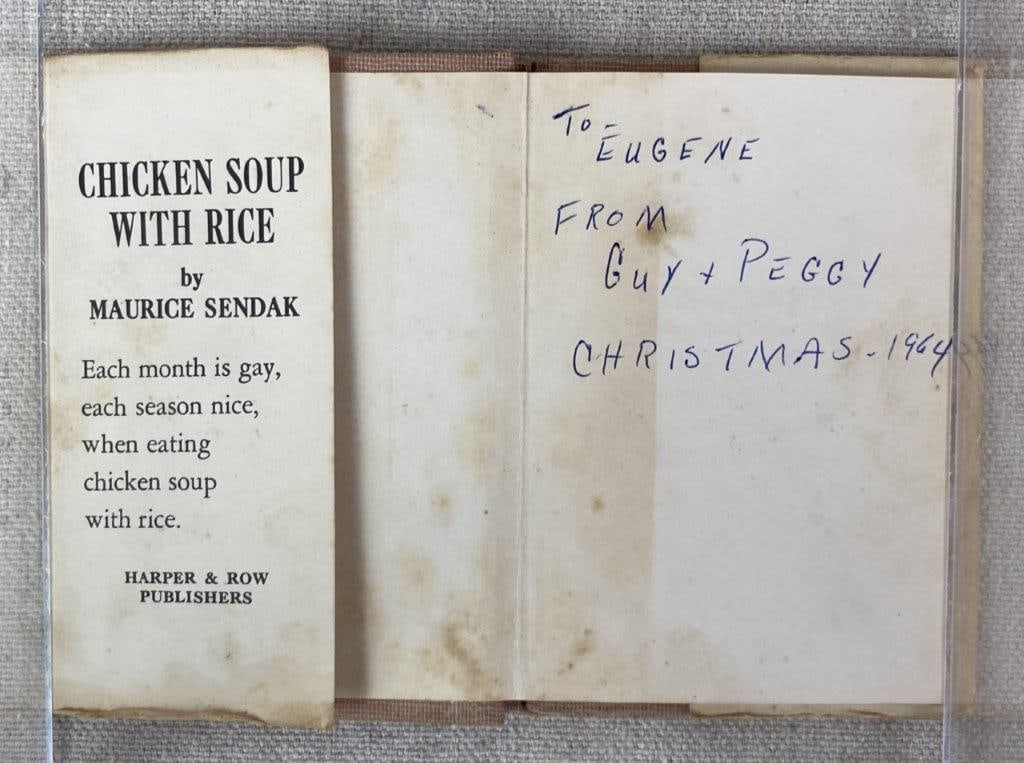 CHICKEN SOUP
WITH RICE
by
MAURICE SENDAK
Each month is gay,
each season nice,
when eating
chicken soup
with rice.
HARPER & ROW
PUBLISHERS
To-
EUGENE
FROM
GUY + PEGGY
CHRISTMAS - 1964